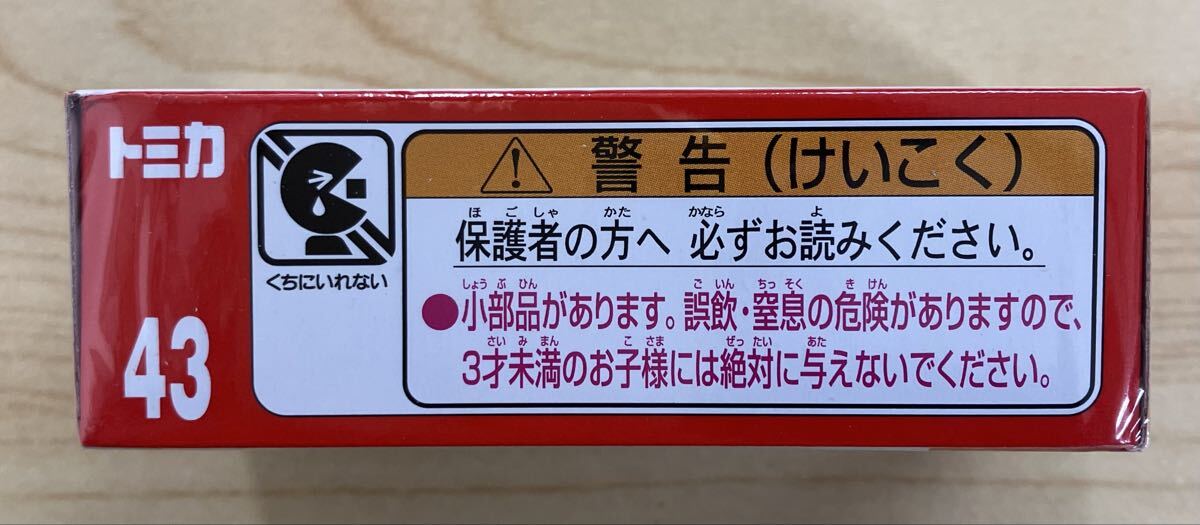 トミカ
くちにいれない
43
警告（けいこく）
ほごしゃ かた かなら よ
保護者の方へ 必ずお読みください。
しょうぶひん ごいん ちっそく きけん
●小部品があります。誤飲・窒息の危険がありますので、
さいみまん こさま ぜったい あた
3才未満のお子様には絶対に与えないでください。